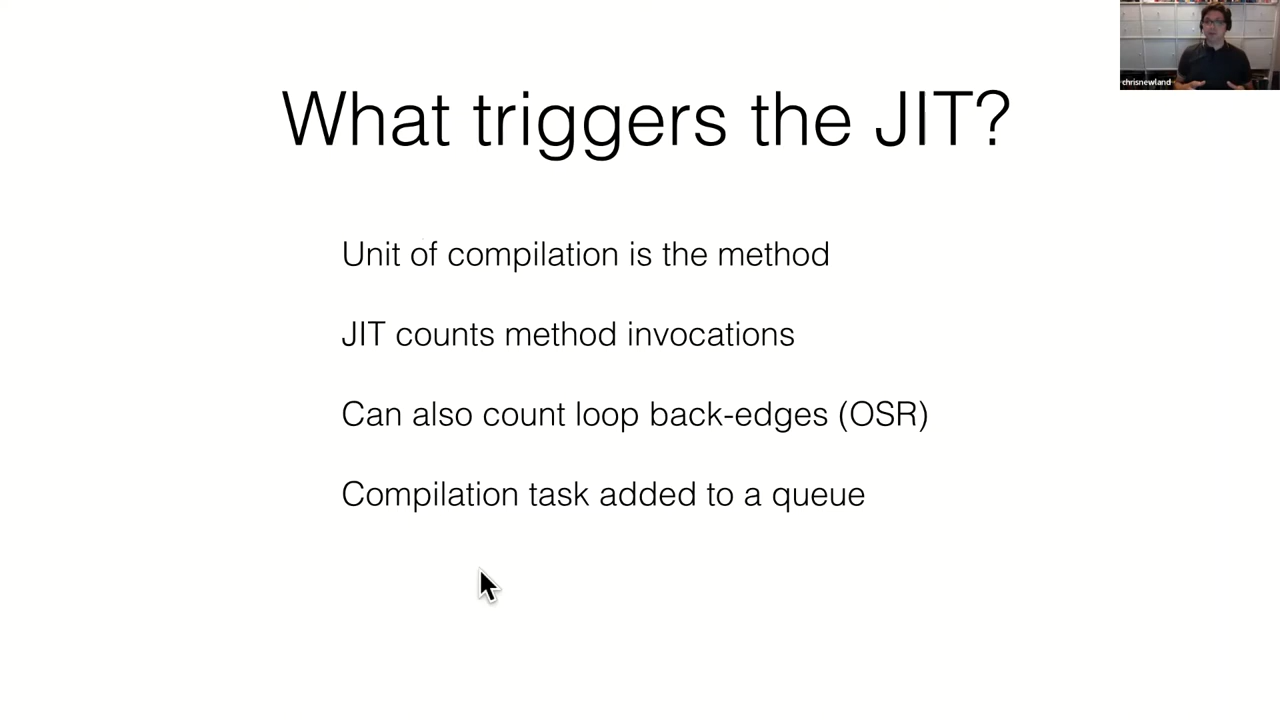 chrisnewland
What triggers the JIT?
Unit of compilation is the method
JIT counts method invocations
Can also count loop back-edges (OSR)
Compilation task added to a queue